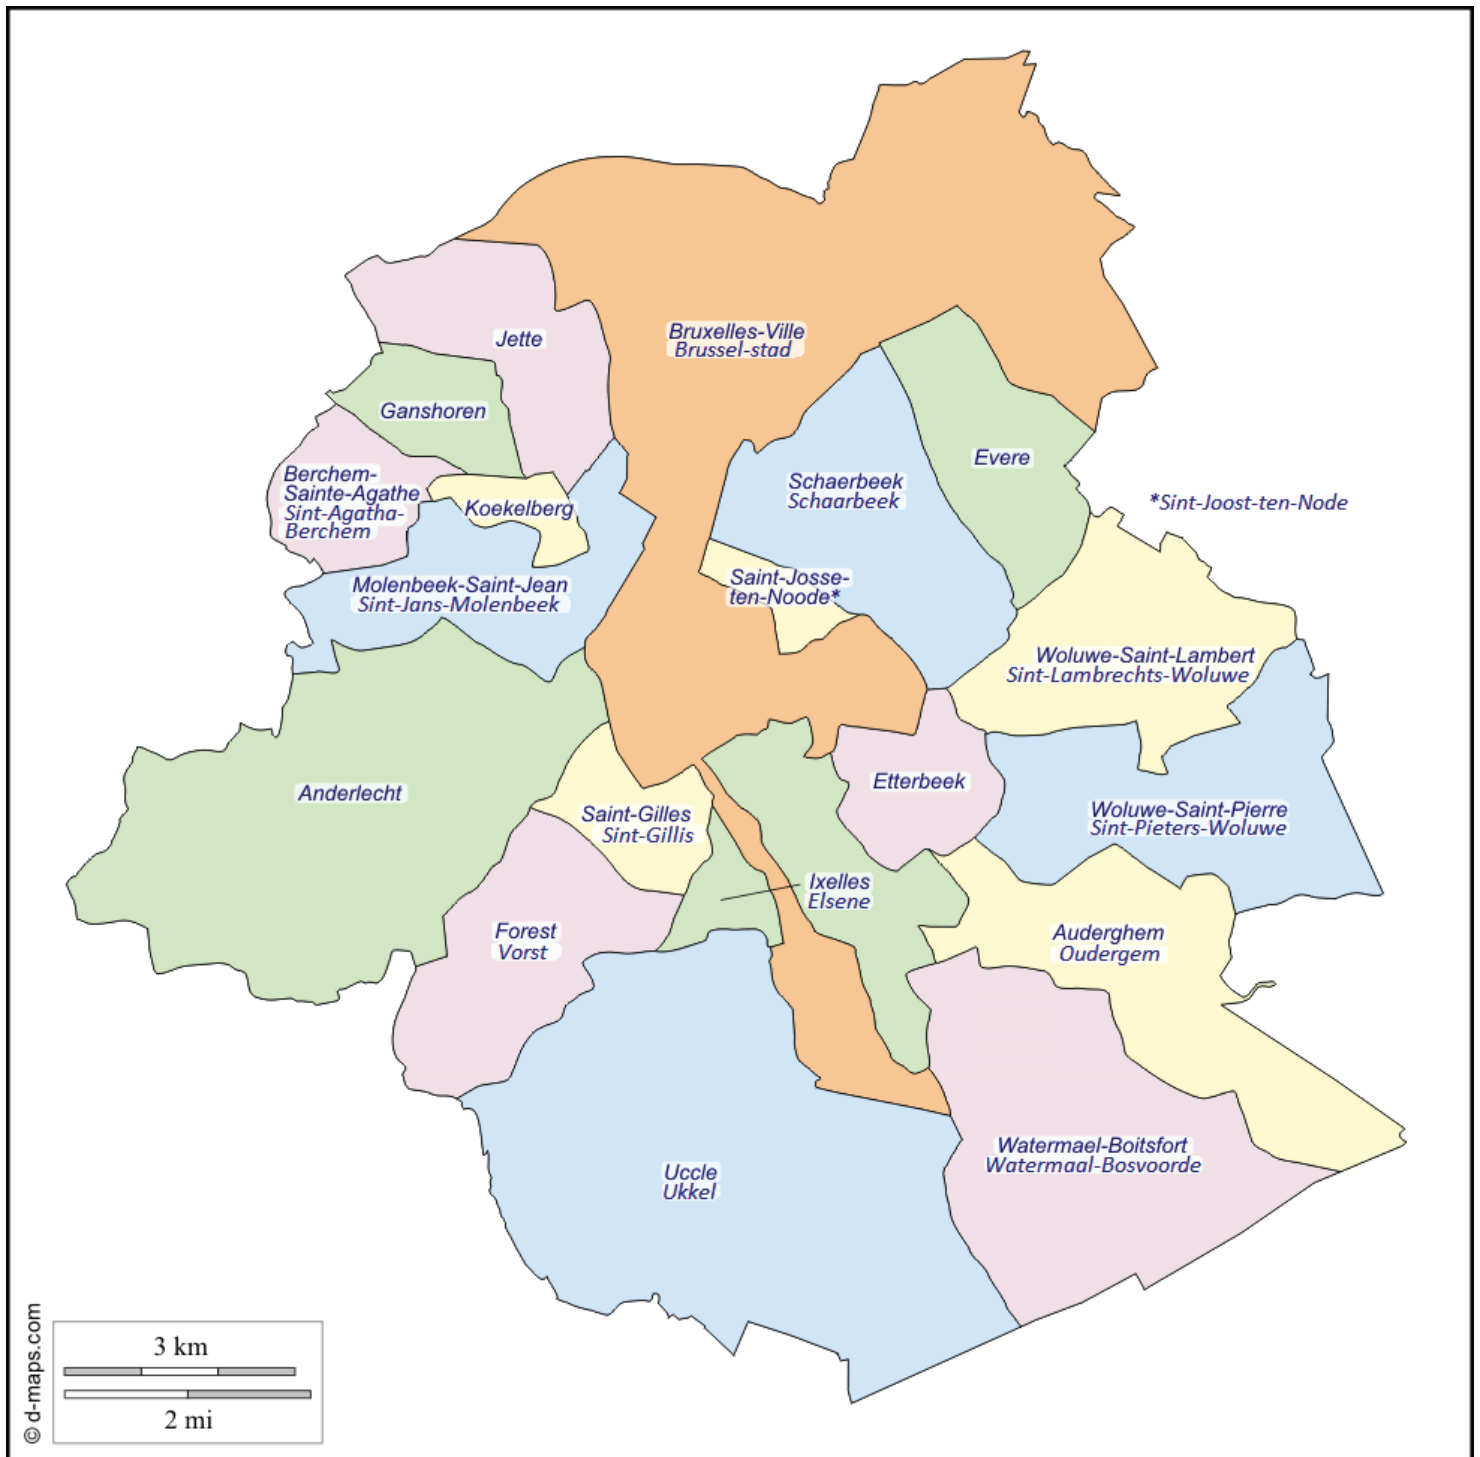 Bruxelles-Ville
Brussel-stad
Jette
Ganshoren
Evere
Berchem-
Sainte-Agathe
Sint-Agatha-
Berchem
Koekelberg
Schaerbeek
Schaarbeek
*Sint-Joost-ten-Node
Molenbeek-Saint-Jean
Sint-Jans-Molenbeek
Saint-Josse-
ten-Noode*
Woluwe-Saint-Lambert
Sint-Lambrechts-Woluwe
Anderlecht
Etterbeek
Saint-Gilles
Sint-Gillis
Woluwe-Saint-Pierre
Sint-Pieters-Woluwe
Ixelles
Elsene
Forest
Vorst
Auderghem
Oudergem
Watermael-Boitsfort
Watermaal-Bosvoorde
Uccle
Ukkel
3 km
2 mi
© d-maps.com